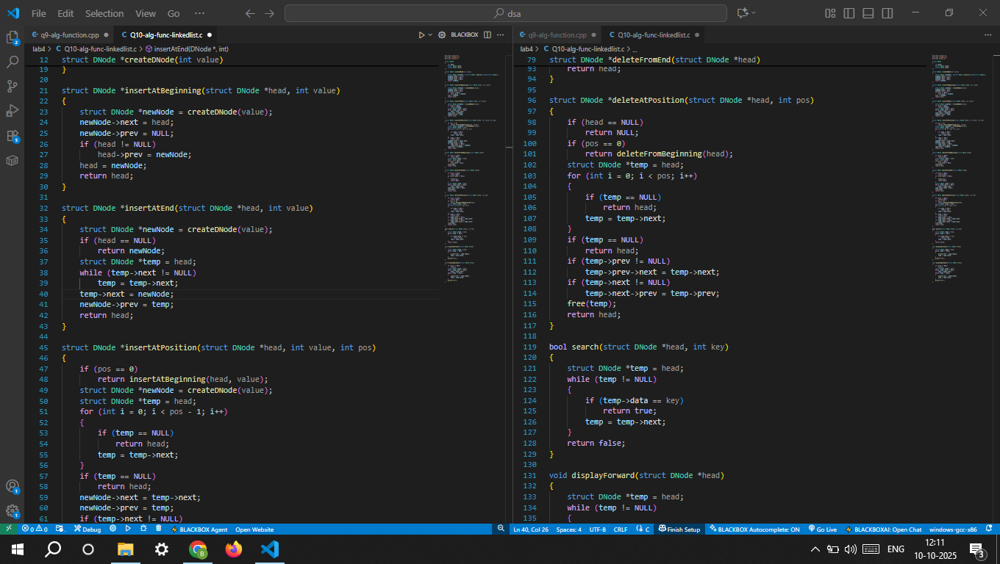 File Edit Selection View Go ··· dsa
q9-alg-function.cpp ● Q10-alg-func-linkedlist.c ● BLACKBOX ···
lab4 > C Q10-alg-func-linkedlist.c > insertAtEnd(DNode *, int)
12 struct DNode *createDNode(int value)
19 }
20
21 struct DNode *insertAtBeginning(struct DNode *head, int value)
22 {
23 struct DNode *newNode = createDNode(value);
24 newNode->next = head;
25 newNode->prev = NULL;
26 if (head != NULL)
27 head->prev = newNode;
28 head = newNode;
29 return head;
30 }
31
32 struct DNode *insertAtEnd(struct DNode *head, int value)
33 {
34 struct DNode *newNode = createDNode(value);
35 if (head == NULL)
36 return newNode;
37 struct DNode *temp = head;
38 while (temp->next != NULL)
39 temp = temp->next;
40 temp->next = newNode;
41 newNode->prev = temp;
42 return head;
43 }
44
45 struct DNode *insertAtPosition(struct DNode *head, int value, int pos)
46 {
47 if (pos == 0)
48 return insertAtBeginning(head, value);
49 struct DNode *newNode = createDNode(value);
50 struct DNode *temp = head;
51 for (int i = 0; i < pos - 1; i++)
52 {
53 if (temp == NULL)
54 return head;
55 temp = temp->next;
56 }
57 if (temp == NULL)
58 return head;
59 newNode->next = temp->next;
60 newNode->prev = temp;
61 if (temp->next != NULL)
q9-alg-function.cpp ● C Q10-alg-func-linkedlist.c ● ···
lab4 > C Q10-alg-func-linkedlist.c > ...
79 struct DNode *deleteFromEnd(struct DNode *head)
93 return head;
94 }
95
96 struct DNode *deleteAtPosition(struct DNode *head, int pos)
97 {
98 if (head == NULL)
99 return NULL;
100 if (pos == 0)
101 return deleteFromBeginning(head);
102 struct DNode *temp = head;
103 for (int i = 0; i < pos; i++)
104 {
105 if (temp == NULL)
106 return head;
107 temp = temp->next;
108 }
109 if (temp == NULL)
110 return head;
111 if (temp->prev != NULL)
112 temp->prev->next = temp->next;
113 if (temp->next != NULL)
114 temp->next->prev = temp->prev;
115 free(temp);
116 return head;
117 }
118
119 bool search(struct DNode *head, int key)
120 {
121 struct DNode *temp = head;
122 while (temp != NULL)
123 {
124 if (temp->data == key)
125 return true;
126 temp = temp->next;
127 }
128 return false;
129 }
130
131 void displayForward(struct DNode *head)
132 {
133 struct DNode *temp = head;
134 while (temp != NULL)
135 {
0 0 Debug BLACKBOX Agent Open Website Ln 40, Col 26 Spaces: 4 UTF-8 CRLF C Finish Setup BLACKBOX Autocomplete: ON Go Live BLACKBOXAI: Open Chat windows-gcc-x86
ENG 12:11
10-10-2025 3